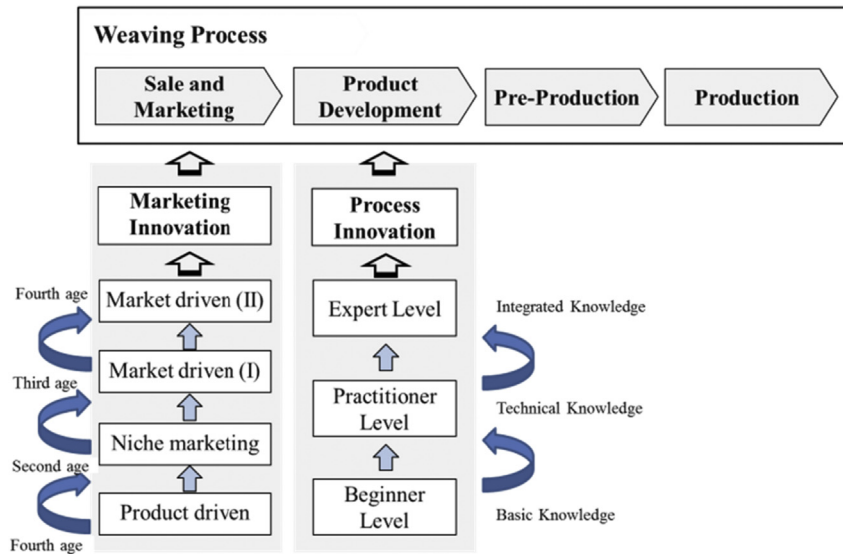 Weaving Process
Sale and
Marketing
Product
Development
Pre-Production
Production
Marketing
Innovation
Process
Innovation
Fourth age
Market driven (II)
Expert Level
Integrated Knowledge
Third age
Market driven (I)
Practitioner
Level
Technical Knowledge
Second age
Niche marketing
Fourth age
Product driven
Beginner
Level
Basic Knowledge